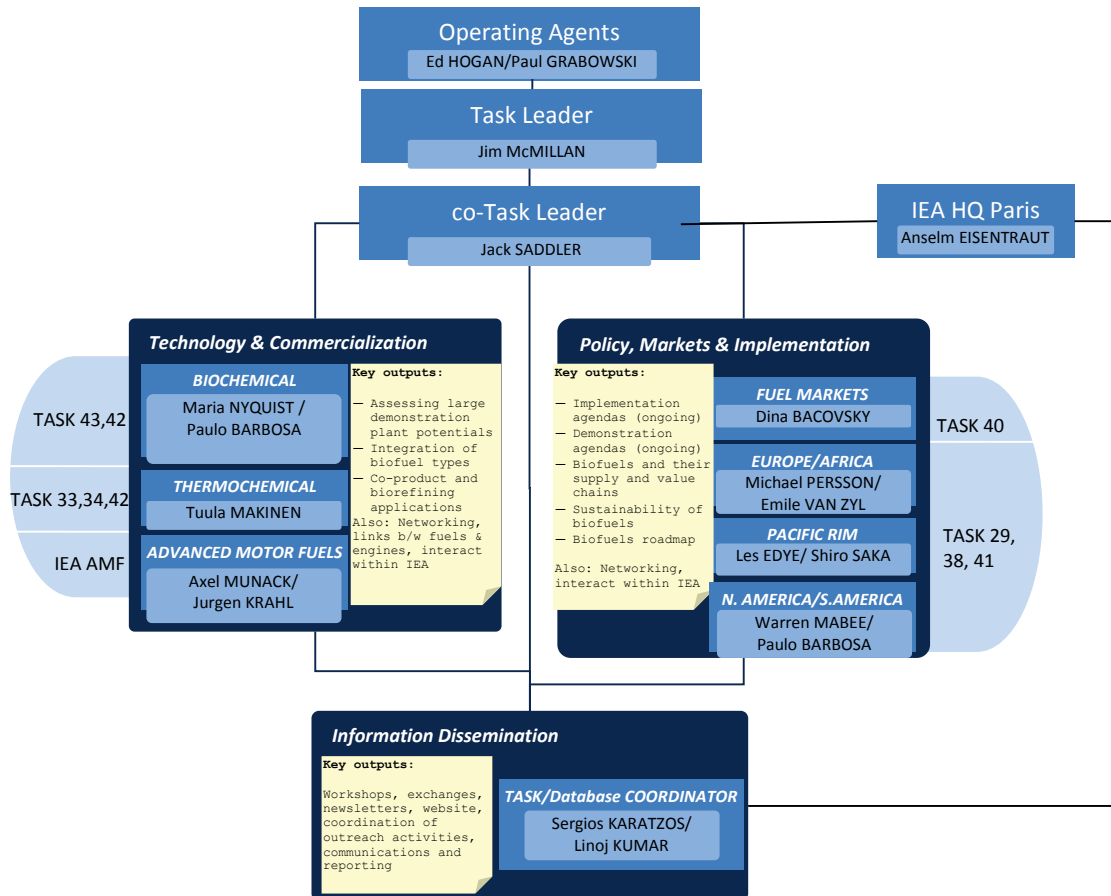 Operating Agents
Ed HOGAN/Paul GRABOWSKI
Task Leader
Jim McMILLAN
co-Task Leader
Jack SADDLER
IEA HQ Paris
Anselm EISENTRAUT
Technology & Commercialization
BIOCHEMICAL
Maria NYQUIST /
Paulo BARBOSA
THERMOCHEMICAL
Tuula MAKINEN
ADVANCED MOTOR FUELS
Axel MUNACK/
Jurgen KRAHL
Key outputs:
— Assessing large
demonstration
plant potentials
— Integration of
biofuel types
— Co-product and
biorefining
applications
Also: Networking,
links b/w fuels &
engines, interact
within IEA
TASK 43,42
TASK 33,34,42
IEA AMF
Policy, Markets & Implementation
Key outputs:
— Implementation
agendas (ongoing)
— Demonstration
agendas (ongoing)
— Biofuels and their
supply and value
chains
— Sustainability of
biofuels
— Biofuels roadmap
Also: Networking,
interact within IEA
FUEL MARKETS
Dina BACOVSKY
EUROPE/AFRICA
Michael PERSSON/
Emile VAN ZYL
PACIFIC RIM
Les EDYE/ Shiro SAKA
N. AMERICA/S.AMERICA
Warren MABEE/
Paulo BARBOSA
TASK 40
TASK 29,
38, 41
Information Dissemination
Key outputs:
Workshops, exchanges,
newsletters, website,
coordination of
outreach activities,
communications and
reporting
TASK/Database COORDINATOR
Sergios KARATZOS/
Linoj KUMAR